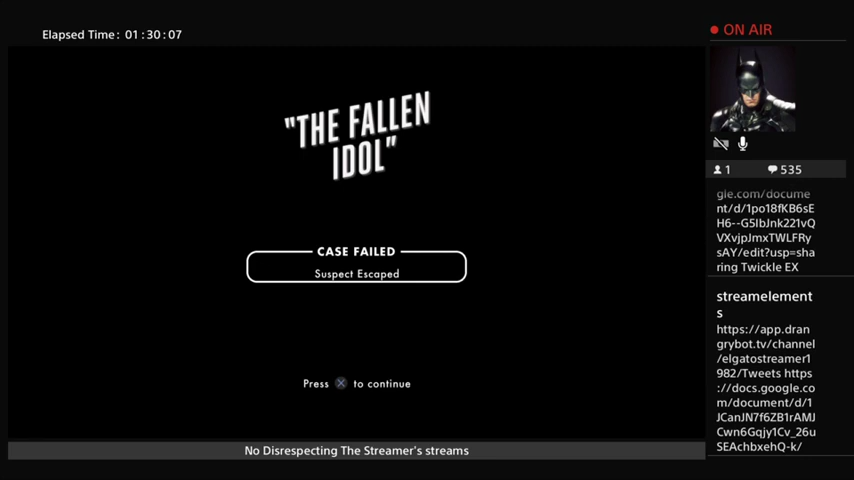 Elapsed Time: 01:30:07
ON AIR
"THE FALLEN
IDOL"
CASE FAILED
Suspect Escaped
Press X to continue
No Disrespecting The Streamer's streams
1 535
gle.com/docume
nt/d/1po18fKB6sE
H6--G5IbJnk221vQ
VXvjpJmxTWLFRy
sAY/edit?usp=sha
ring Twickle EX
streamelement
s
https://app.dran
grybot.tv/channel
/elgatostreamer1
982/Tweets https
://docs.google.co
m/document/d/1
JCanJN7f6ZB1rAMJ
Cwn6Gqjy1Cv_26u
SEAchbxehQ-k/